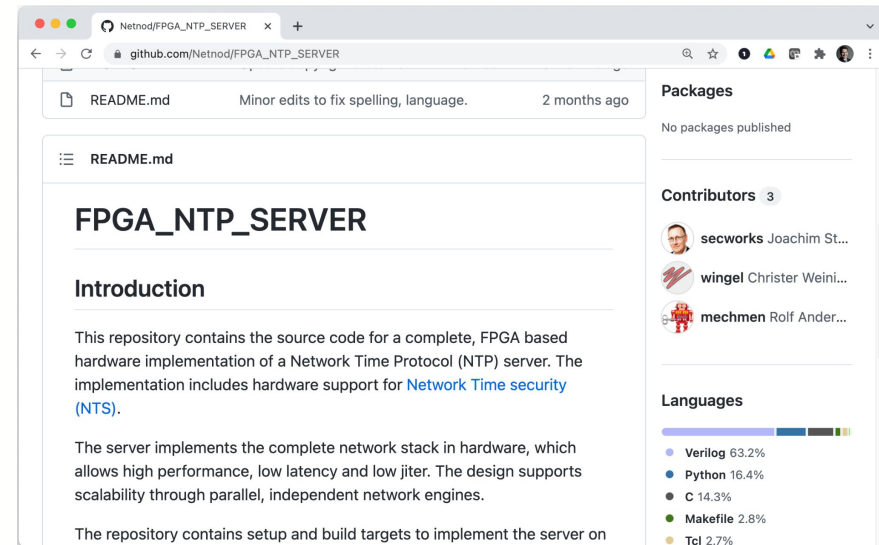 Netnod/FPGA_NTP_SERVER
github.com/Netnod/FPGA_NTP_SERVER
README.md Minor edits to fix spelling, language. 2 months ago
README.md
FPGA_NTP_SERVER
Introduction
This repository contains the source code for a complete, FPGA based
hardware implementation of a Network Time Protocol (NTP) server. The
implementation includes hardware support for Network Time security
(NTS).
The server implements the complete network stack in hardware, which
allows high performance, low latency and low jiter. The design supports
scalability through parallel, independent network engines.
The repository contains setup and build targets to implement the server on
Packages
No packages published
Contributors 3
secworks Joachim St...
wingel Christer Weini...
mechmen Rolf Ander...
Languages
Verilog 63.2%
Python 16.4%
C 14.3%
Makefile 2.8%
Tcl 2.7%